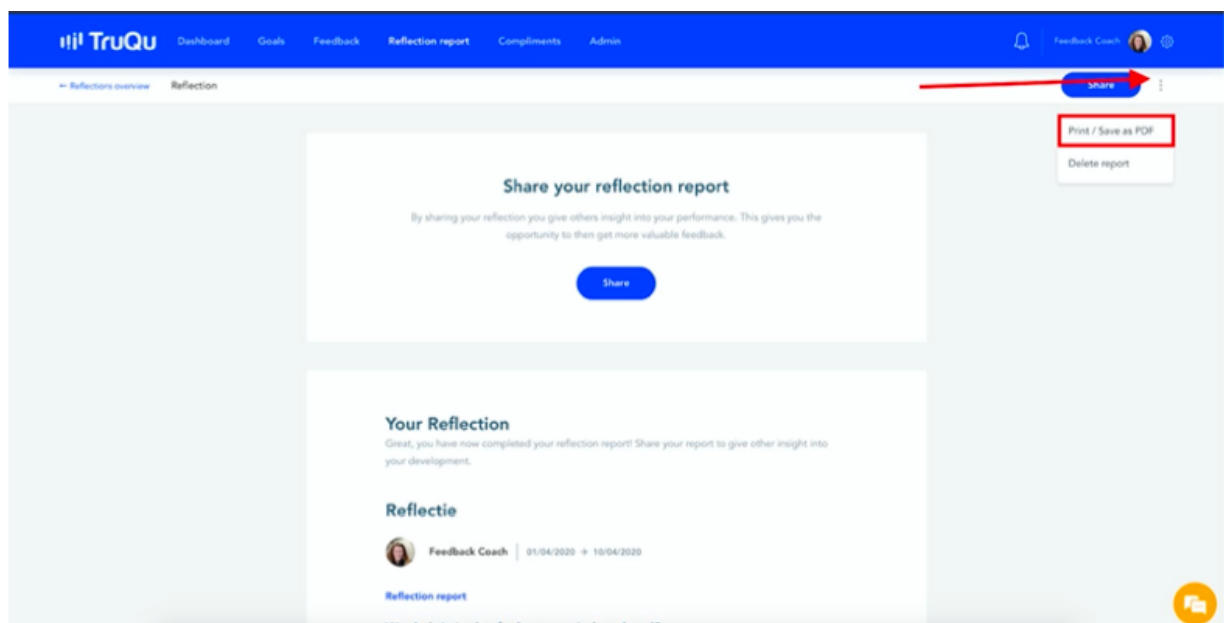 TruQu Dashboard Goals Feedback Reflection report Compliments Admin Feedback Coach
← Reflections overview Reflection Share
Print / Save as PDF
Delete report
Share your reflection report
By sharing your reflection you give others insight into your performance. This gives you the
opportunity to then get more valuable feedback.
Share
Your Reflection
Great, you have now completed your reflection report! Share your report to give other insight into
your development.
Reflectie
Feedback Coach 01/04/2020 → 10/04/2020
Reflection report